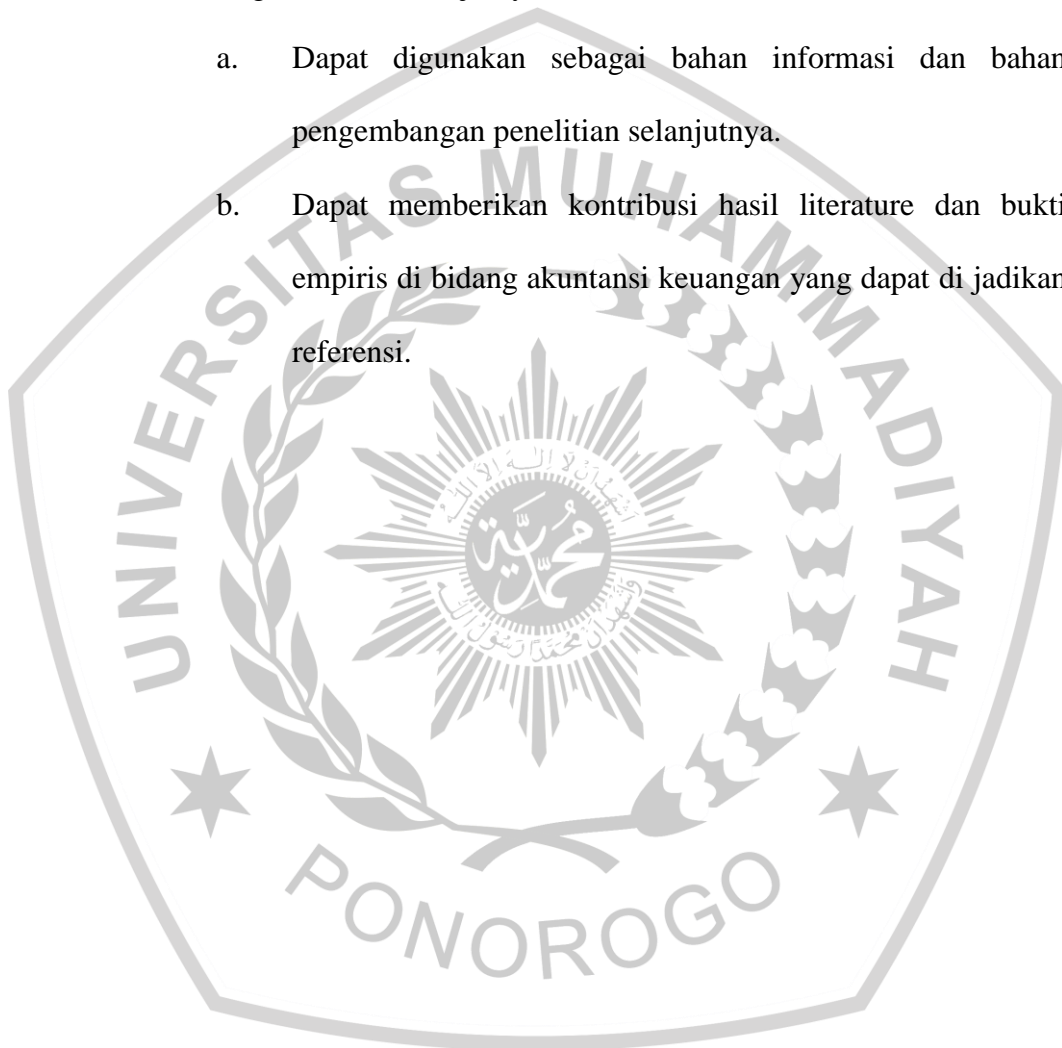 a. Dapat digunakan sebagai bahan informasi dan bahan
pengembangan penelitian selanjutnya.
b. Dapat memberikan kontribusi hasil literature dan bukti
empiris di bidang akuntansi keuangan yang dapat di jadikan
referensi.
UNIVERSITAS MUHAMMADIYAH
PONOROGO
محمدية